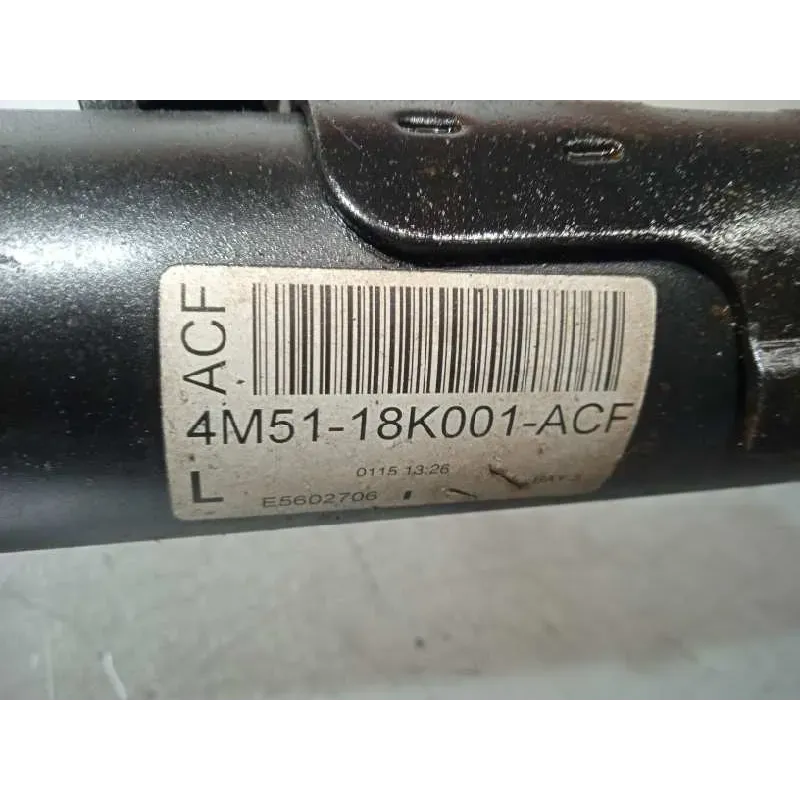 ACF
4M51-18K001-ACF
0115 13:26
L
E5602706